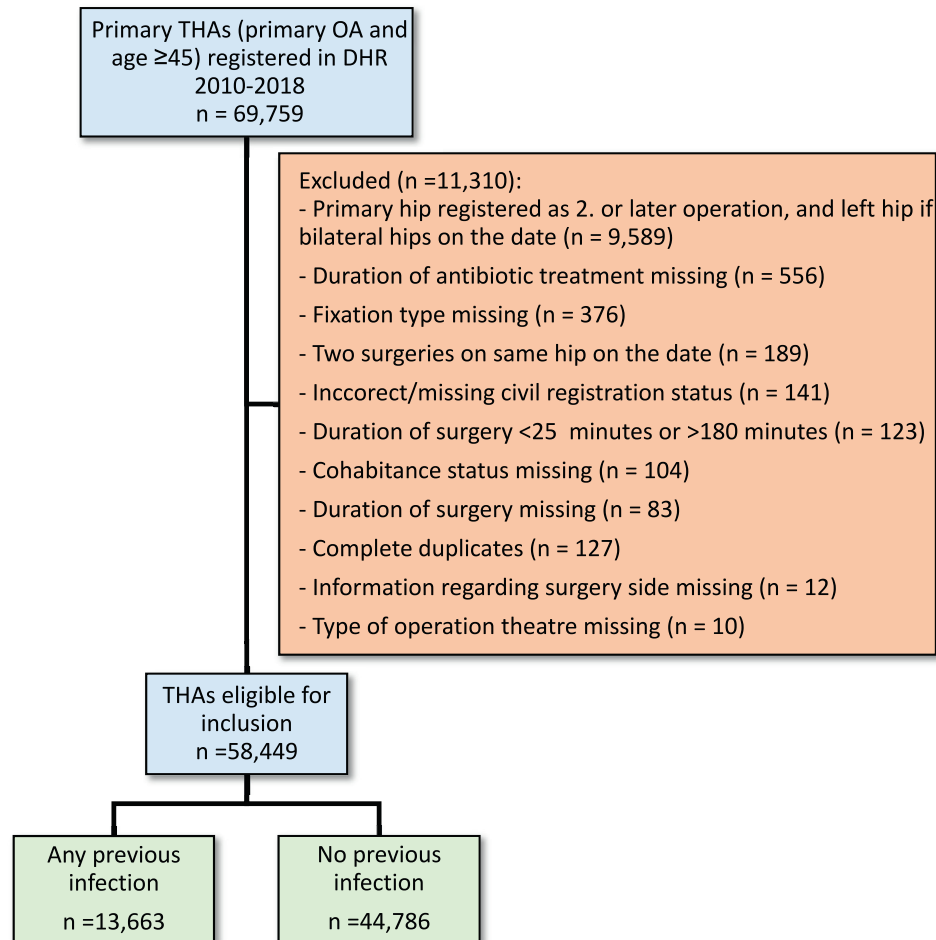 Primary THAs (primary OA and
age ≥45) registered in DHR
2010-2018
n = 69,759
Excluded (n =11,310):
- Primary hip registered as 2. or later operation, and left hip if
bilateral hips on the date (n = 9,589)
- Duration of antibiotic treatment missing (n = 556)
- Fixation type missing (n = 376)
- Two surgeries on same hip on the date (n = 189)
- Inccorect/missing civil registration status (n = 141)
- Duration of surgery <25  minutes or >180 minutes (n = 123)
- Cohabitance status missing (n = 104)
- Duration of surgery missing (n = 83)
- Complete duplicates (n = 127)
- Information regarding surgery side missing (n = 12)
- Type of operation theatre missing (n = 10)
THAs eligible for
inclusion
n =58,449
Any previous
infection
n =13,663
No previous
infection
n =44,786